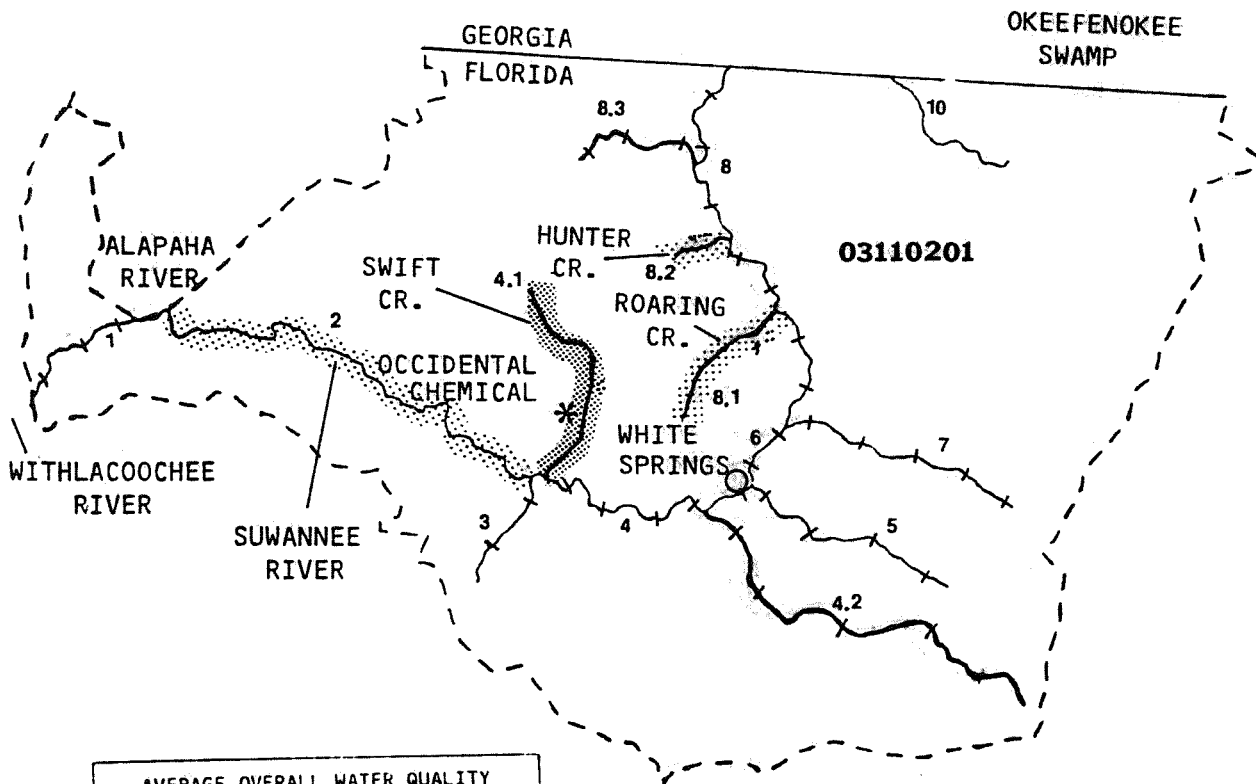 OKEEFENOKEE
SWAMP
GEORGIA
FLORIDA
8.3
10
8
ALAPAHA
RIVER
HUNTER
CR.
8.2
03110201
SWIFT
CR.
4.1
ROARING
CR.
1
2
OCCIDENTAL
CHEMICAL
8.1
WHITE
SPRINGS
6
7
WITHLACOOCHEE
RIVER
SUWANNEE
RIVER
3
4
5
4.2
AVERAGE OVERALL WATER QUALITY